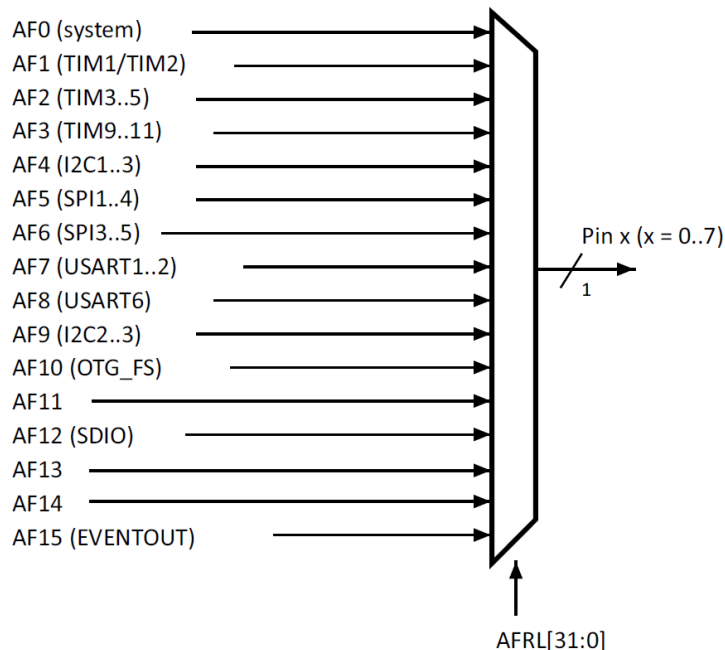 AF0 (system)
AF1 (TIM1/TIM2)
AF2 (TIM3..5)
AF3 (TIM9..11)
AF4 (I2C1..3)
AF5 (SPI1..4)
AF6 (SPI3..5)
AF7 (USART1..2)
AF8 (USART6)
AF9 (I2C2..3)
AF10 (OTG_FS)
AF11
AF12 (SDIO)
AF13
AF14
AF15 (EVENTOUT)
Pin x (x = 0..7)
1
AFRL[31:0]